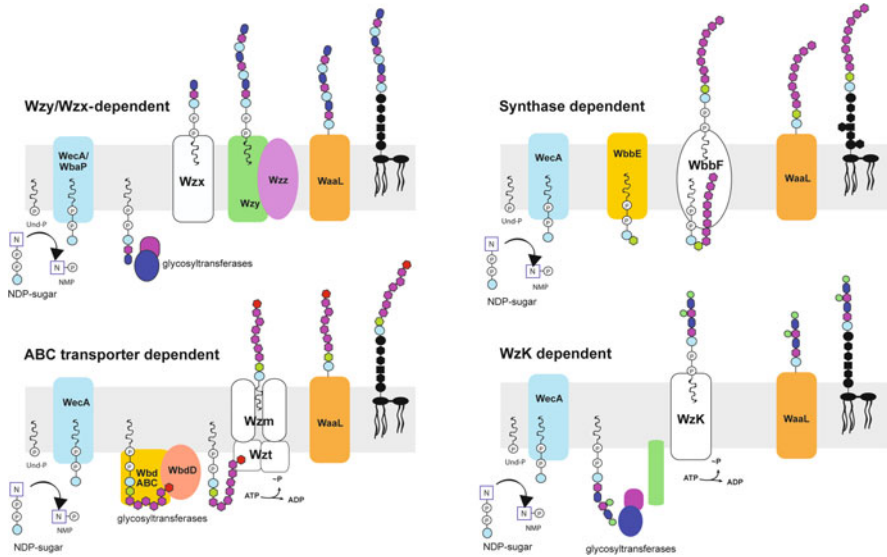 Wzy/Wzx-dependent
WecA/
WbaP
Wzx
Wzy
Wzz
WaaL
P
P
P
P
P
P
P
P
P
Und-P
N
P
P
N
P
NMP
NDP-sugar
glycosyltransferases
Synthase dependent
WecA
WbbE
WbbF
WaaL
P
P
P
P
P
P
P
P
P
P
P
Und-P
N
P
P
N
P
NMP
NDP-sugar
ABC transporter dependent
WecA
Wbd
ABC
WbdD
Wzm
Wzt
WaaL
P
P
P
P
P
P
P
P
P
Und-P
~P
ATP
ADP
N
P
P
N
P
NMP
NDP-sugar
glycosyltransferases
WzK dependent
WecA
WzK
WaaL
P
P
P
P
P
P
P
Und-P
~P
ATP
ADP
N
P
P
N
P
NMP
NDP-sugar
glycosyltransferases